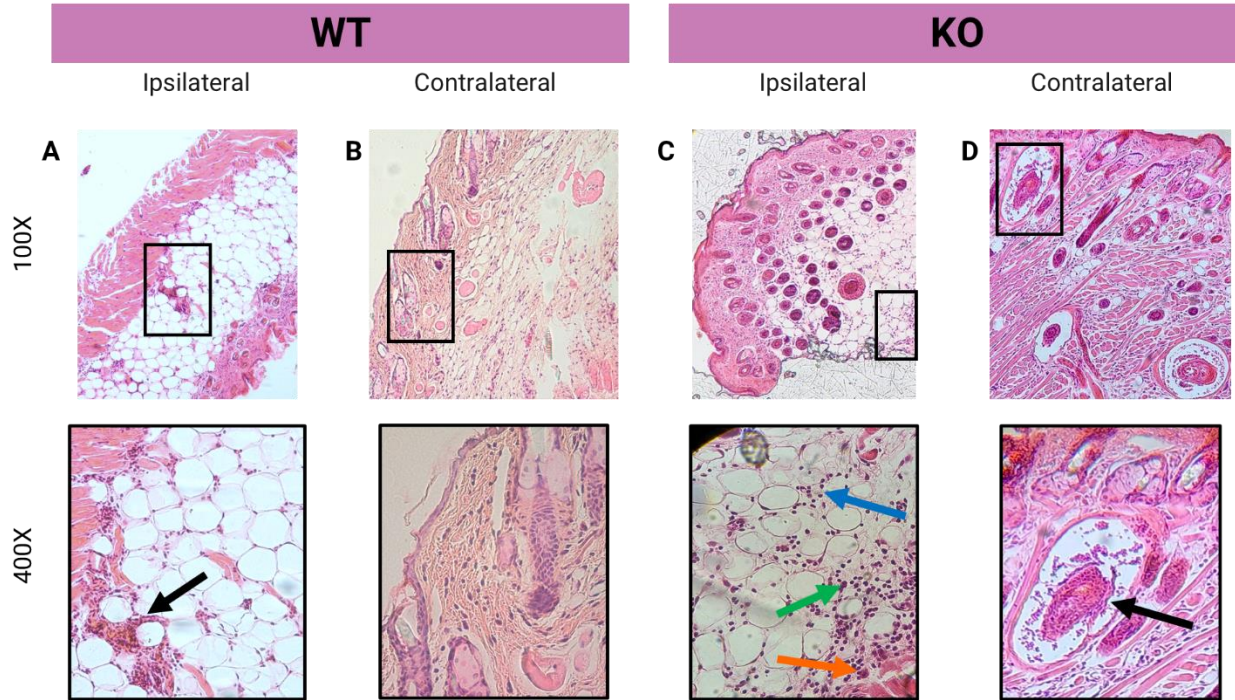 WT
KO
Ipsilateral
Contralateral
Ipsilateral
Contralateral
A
B
C
D
100X
400X